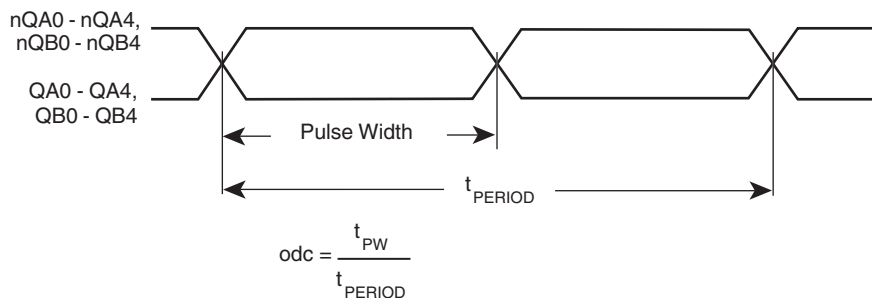 nQA0 - nQA4,
nQB0 - nQB4
QA0 - QA4,
QB0 - QB4
Pulse Width
tPERIOD
odc = tPW
tPERIOD